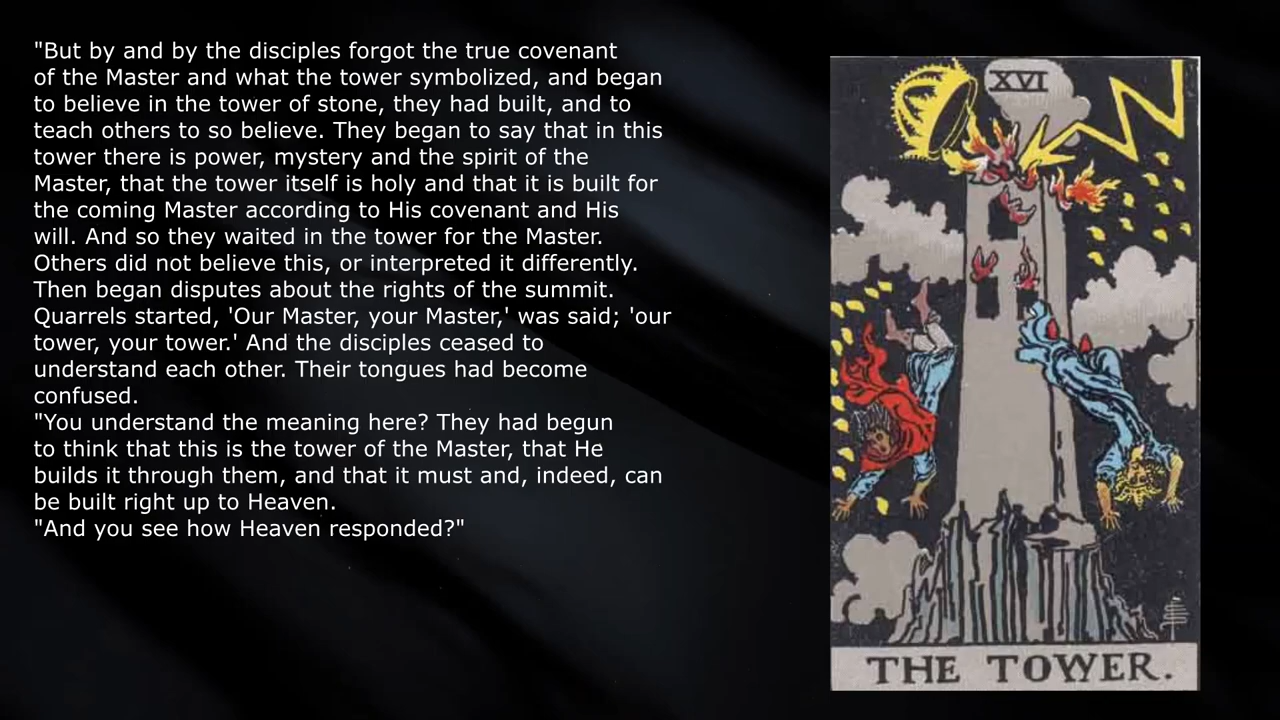 "But by and by the disciples forgot the true covenant
of the Master and what the tower symbolized, and began
to believe in the tower of stone, they had built, and to
teach others to so believe. They began to say that in this
tower there is power, mystery and the spirit of the
Master, that the tower itself is holy and that it is built for
the coming Master according to His covenant and His
will. And so they waited in the tower for the Master.
Others did not believe this, or interpreted it differently.
Then began disputes about the rights of the summit.
Quarrels started, 'Our Master, your Master,' was said; 'our
tower, your tower.' And the disciples ceased to
understand each other. Their tongues had become
confused.
"You understand the meaning here? They had begun
to think that this is the tower of the Master, that He
builds it through them, and that it must and, indeed, can
be built right up to Heaven.
"And you see how Heaven responded?"
XVI
THE TOWER.